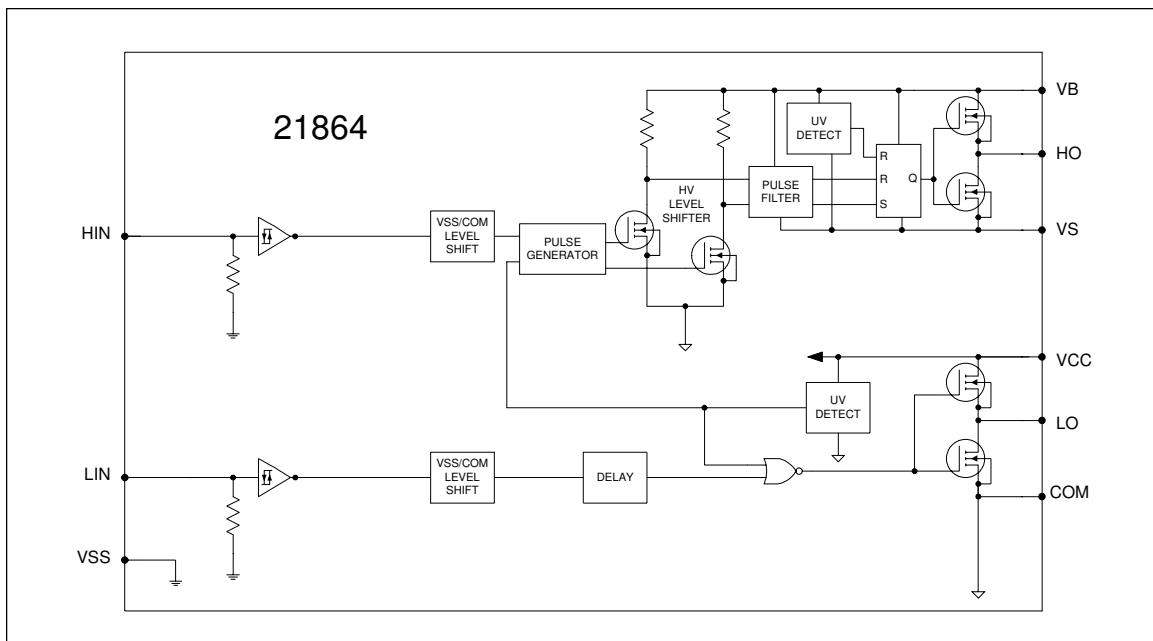 21864
VB
UV
DETECT
R
R
S
Q
HO
PULSE
FILTER
HV
LEVEL
SHIFTER
VS
HIN
VSS/COM
LEVEL
SHIFT
PULSE
GENERATOR
VCC
UV
DETECT
LO
LIN
VSS/COM
LEVEL
SHIFT
DELAY
COM
VSS